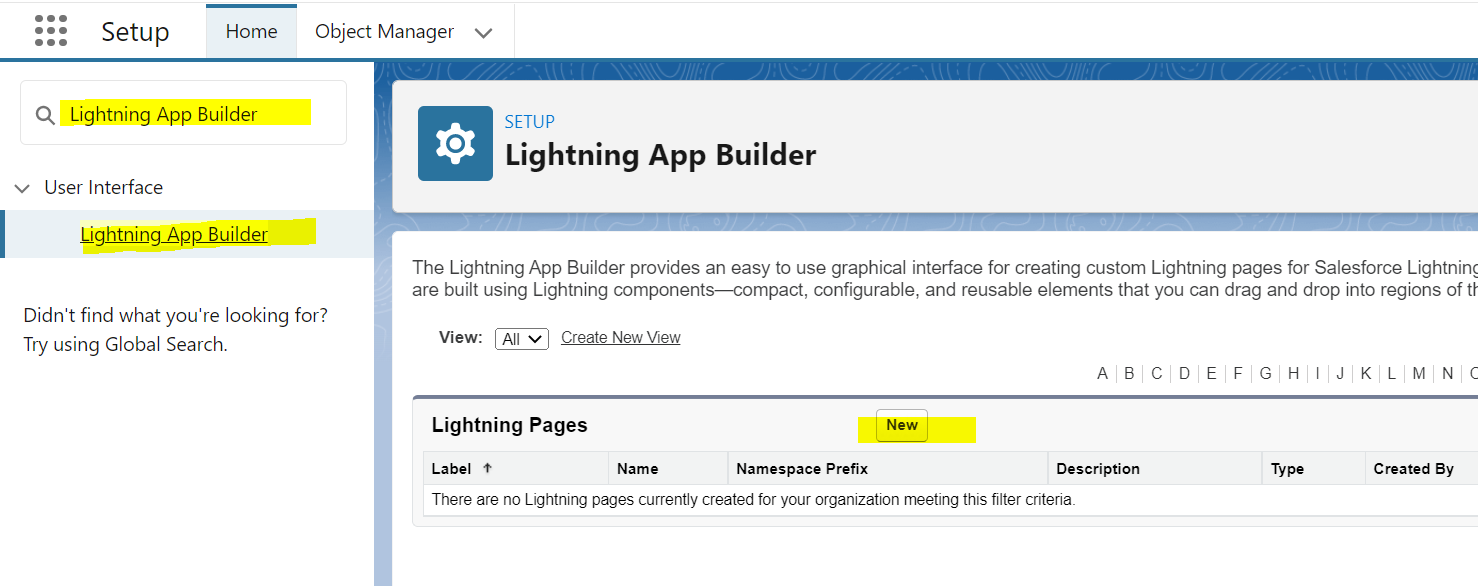 Setup
Home
Object Manager
Lightning App Builder
User Interface
Lightning App Builder
Didn't find what you're looking for?
Try using Global Search.
SETUP
Lightning App Builder
The Lightning App Builder provides an easy to use graphical interface for creating custom Lightning pages for Salesforce Lightning
are built using Lightning components—compact, configurable, and reusable elements that you can drag and drop into regions of
View: All Create New View
A | B | C | D | E | F | G | H | I | J | K | L | M | N |
Lightning Pages New
Label Name Namespace Prefix Description Type Created By
There are no Lightning pages currently created for your organization meeting this filter criteria.